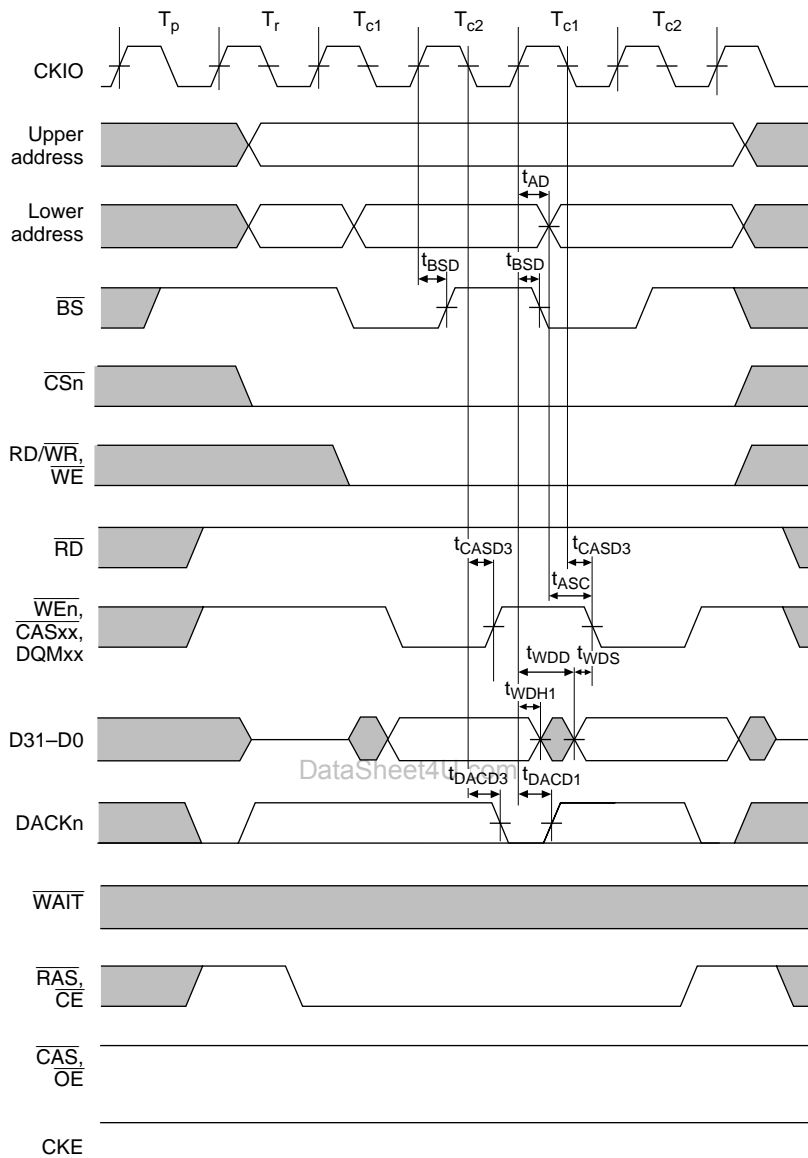 Tp Tr Tc1 Tc2 Tc1 Tc2
CKIO
Upper
address
tAD
Lower
address
tBSD tBSD
BS
CSn
RD/WR,
WE
RD
tCASD3 tCASD3
tASC
WEn,
CASxx,
DQMxx
tWDD tWDS
tWDH1
D31–D0
DataSheet4U.com
tDACD3 tDACD1
DACKn
WAIT
RAS,
CE
CAS,
OE
CKE